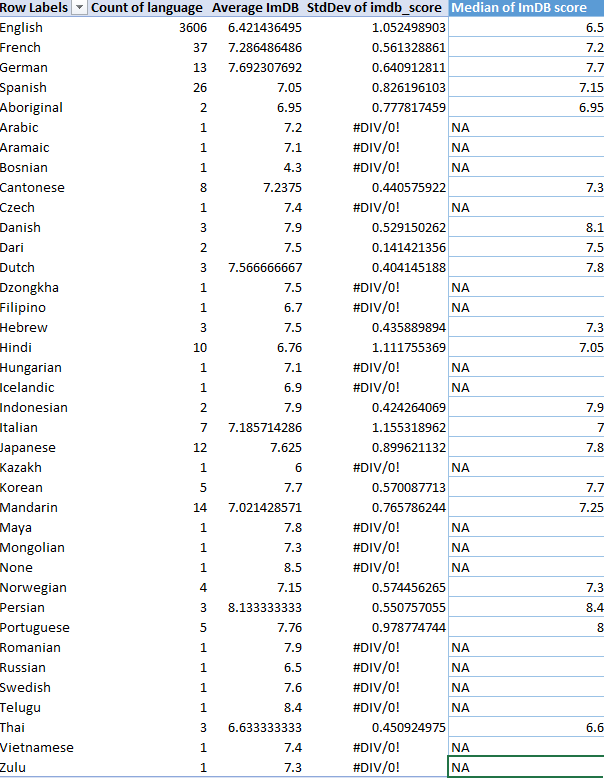 Row Labels Count of language Average ImDB StdDev of imdb_score Median of ImDB score
English 3606 6.421436495 1.052498903 6.5
French 37 7.286486486 0.561328861 7.2
German 13 7.692307692 0.640912811 7.7
Spanish 26 7.05 0.826196103 7.15
Aboriginal 2 6.95 0.777817459 6.95
Arabic 1 7.2 #DIV/0! NA
Aramaic 1 7.1 #DIV/0! NA
Bosnian 1 4.3 #DIV/0! NA
Cantonese 8 7.2375 0.440575922 7.3
Czech 1 7.4 #DIV/0! NA
Danish 3 7.9 0.529150262 8.1
Dari 2 7.5 0.141421356 7.5
Dutch 3 7.566666667 0.404145188 7.8
Dzongkha 1 7.5 #DIV/0! NA
Filipino 1 6.7 #DIV/0! NA
Hebrew 3 7.5 0.435889894 7.3
Hindi 10 6.76 1.111755369 7.05
Hungarian 1 7.1 #DIV/0! NA
Icelandic 1 6.9 #DIV/0! NA
Indonesian 2 7.9 0.424264069 7.9
Italian 7 7.185714286 1.155318962 7
Japanese 12 7.625 0.899621132 7.8
Kazakh 1 6 #DIV/0! NA
Korean 5 7.7 0.570087713 7.7
Mandarin 14 7.021428571 0.765786244 7.25
Maya 1 7.8 #DIV/0! NA
Mongolian 1 7.3 #DIV/0! NA
None 1 8.5 #DIV/0! NA
Norwegian 4 7.15 0.574456265 7.3
Persian 3 8.133333333 0.550757055 8.4
Portuguese 5 7.76 0.978774744 8
Romanian 1 7.9 #DIV/0! NA
Russian 1 6.5 #DIV/0! NA
Swedish 1 7.6 #DIV/0! NA
Telugu 1 8.4 #DIV/0! NA
Thai 3 6.633333333 0.450924975 6.6
Vietnamese 1 7.4 #DIV/0! NA
Zulu 1 7.3 #DIV/0! NA